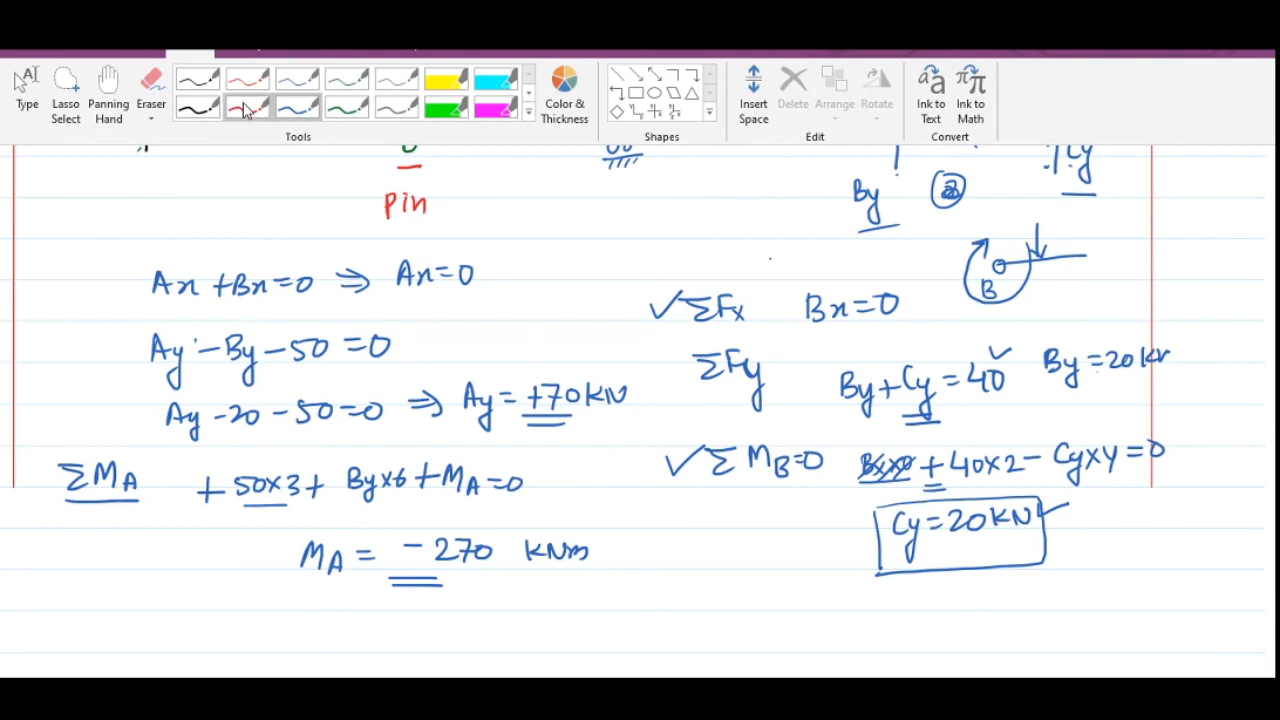 Type
Lasso Select
Panning Hand
Eraser
Color & Thickness
Insert Space
Delete
Arrange
Rotate
Ink to Text
Ink to Math
Tools
Shapes
Edit
Convert
Pin
By
2
Cy
B
Ax + Bx = 0 ⇒ Ax = 0
Ay - By - 50 = 0
Ay - 20 - 50 = 0 ⇒ Ay = +70 KN
ΣMA + 50×3 + By×6 + MA = 0
MA = - 270 KNm
✓ ΣFx Bx = 0
ΣFy By + Cy = 40 ✓ By = 20 KN
✓ Σ MB = 0 + 40×2 - Cy×4 = 0
Cy = 20 KN ✓